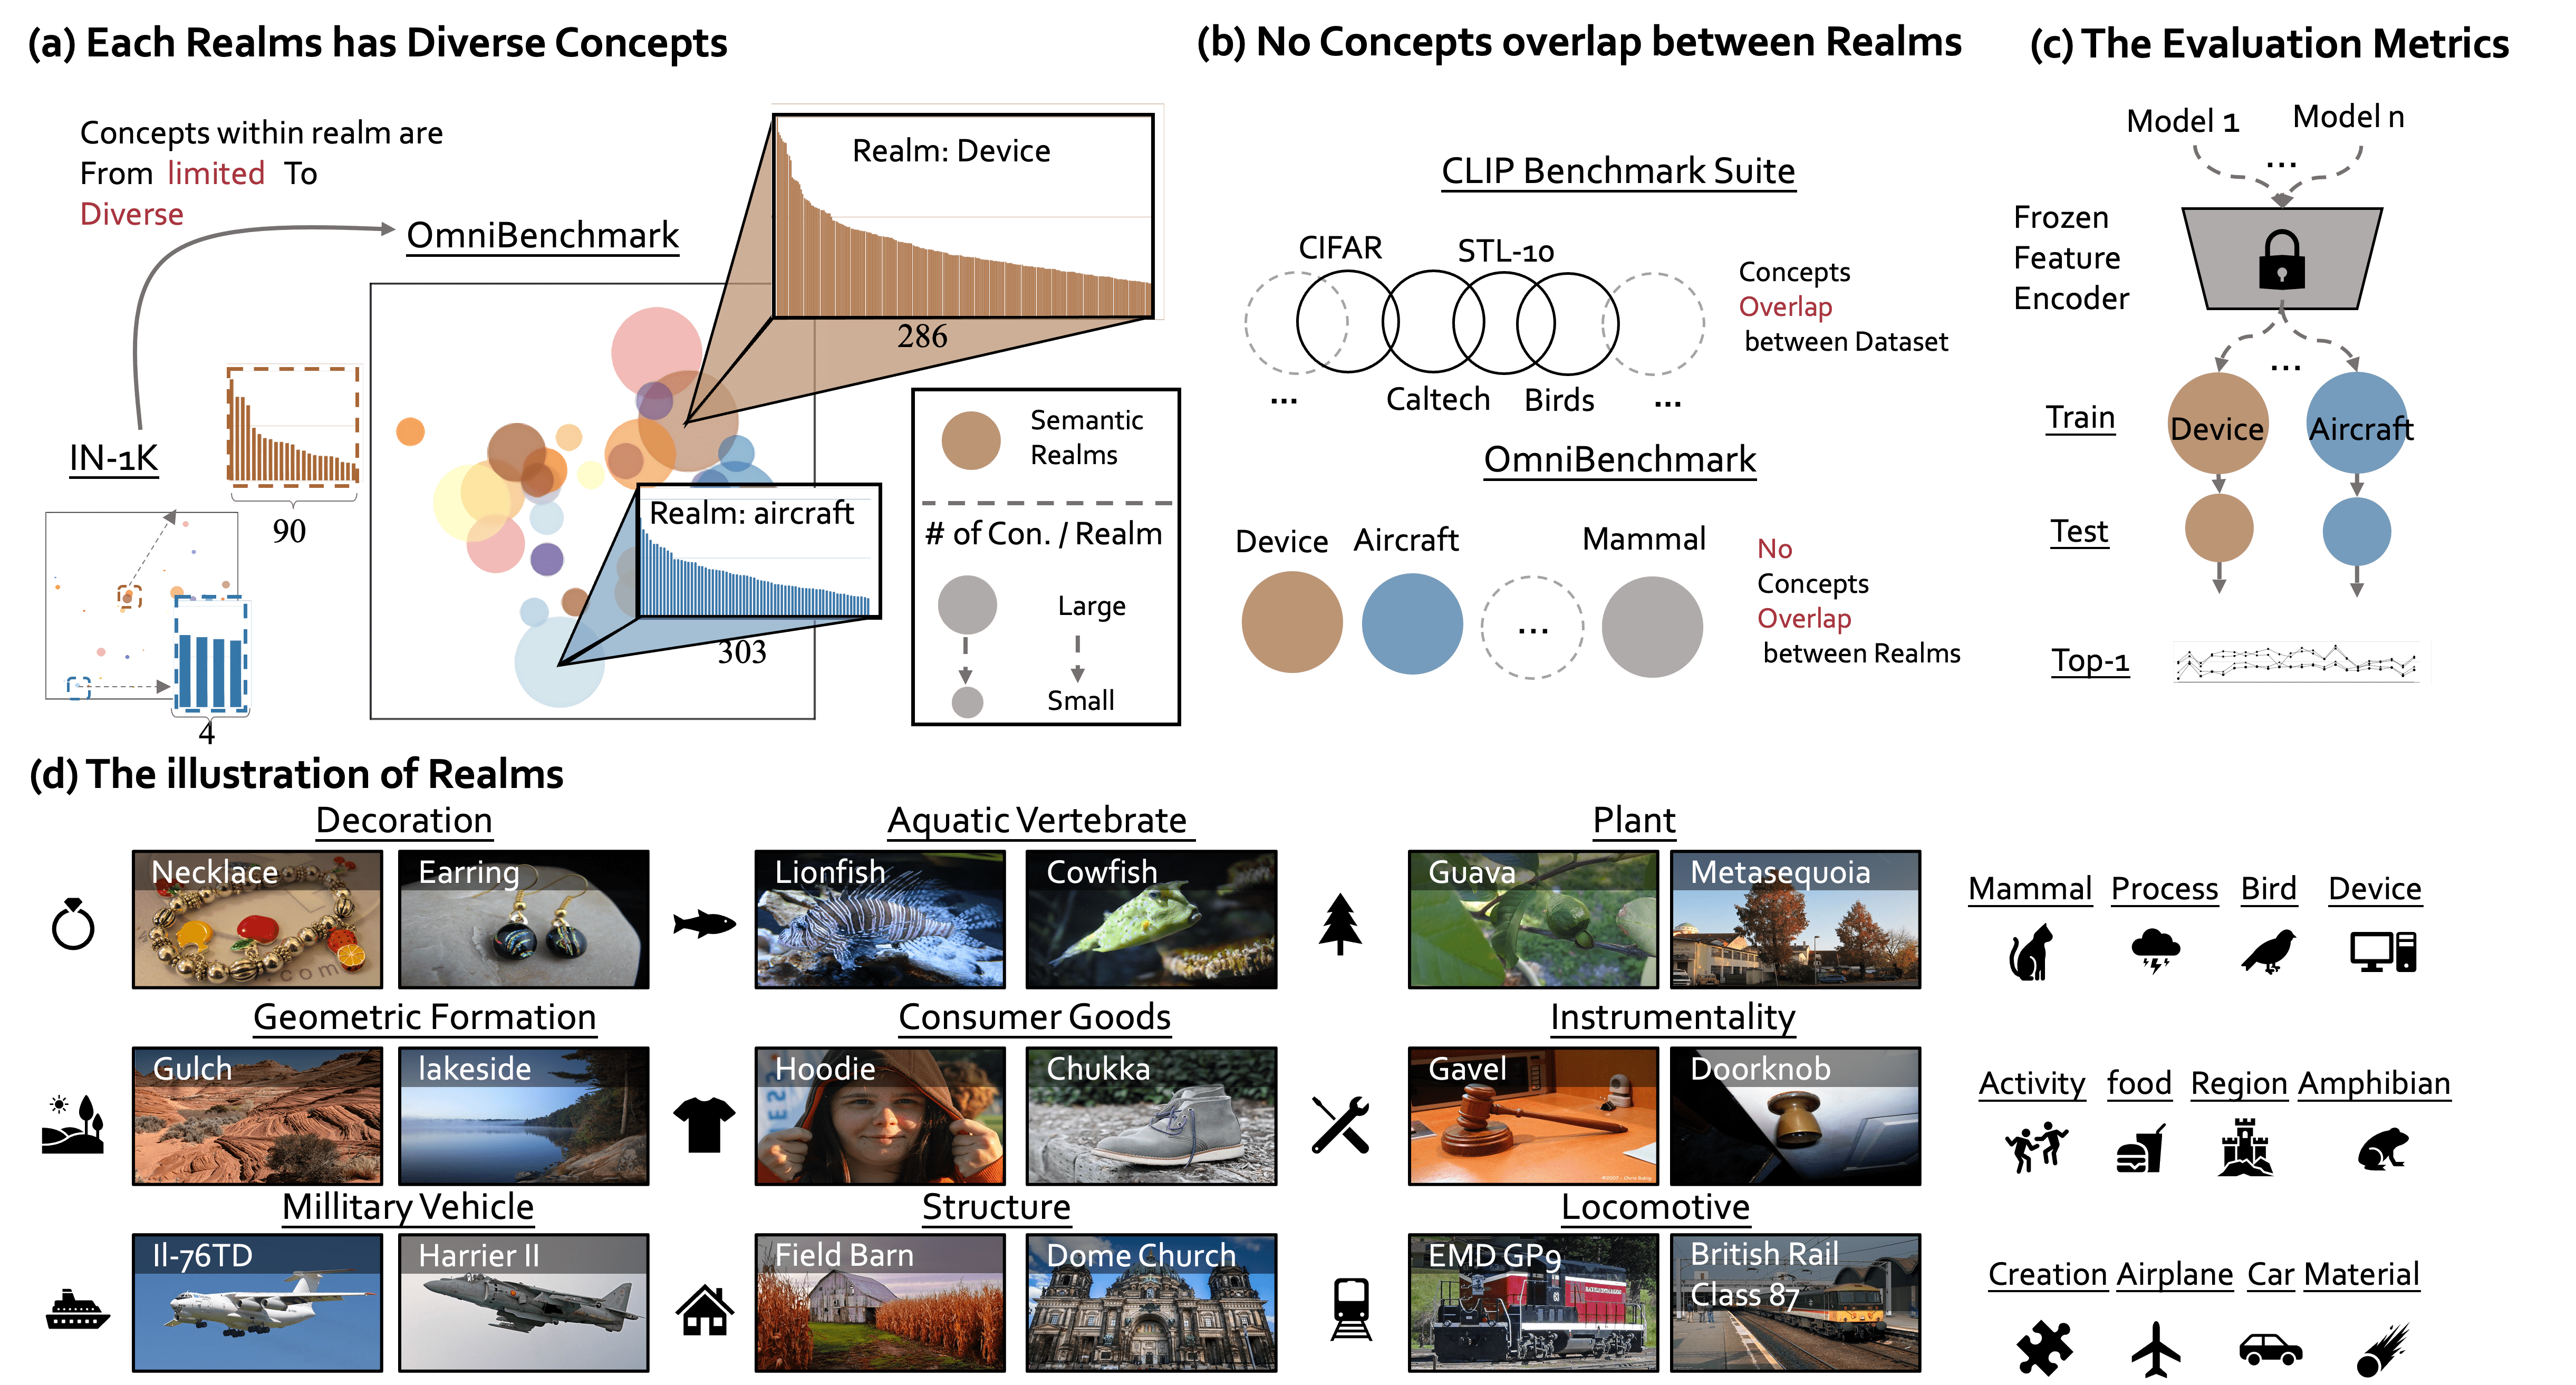 (a) Each Realms has Diverse Concepts
Concepts within realm are
From limited To
Diverse
OmniBenchmark
IN-1K
90
4
Realm: Device
286
Realm: aircraft
303
Semantic
Realms
# of Con. / Realm
Large
Small
(b) No Concepts overlap between Realms
CLIP Benchmark Suite
CIFAR
STL-10
Caltech
Birds
...
...
Concepts
Overlap
between Dataset
OmniBenchmark
Device
Aircraft
...
Mammal
No
Concepts
Overlap
between Realms
(c) The Evaluation Metrics
Model 1
...
Model n
Frozen
Feature
Encoder
...
Train
Device
Aircraft
Test
Top-1
(d) The illustration of Realms
Decoration
Necklace
Earring
Aquatic Vertebrate
Lionfish
Cowfish
Plant
Guava
Metasequoia
Mammal
Process
Bird
Device
Geometric Formation
Gulch
lakeside
Consumer Goods
Hoodie
Chukka
Instrumentality
Gavel
Doorknob
Activity
food
Region
Amphibian
Millitary Vehicle
Il-76TD
Harrier II
Structure
Field Barn
Dome Church
Locomotive
EMD GP9
British Rail
Class 87
Creation
Airplane
Car
Material